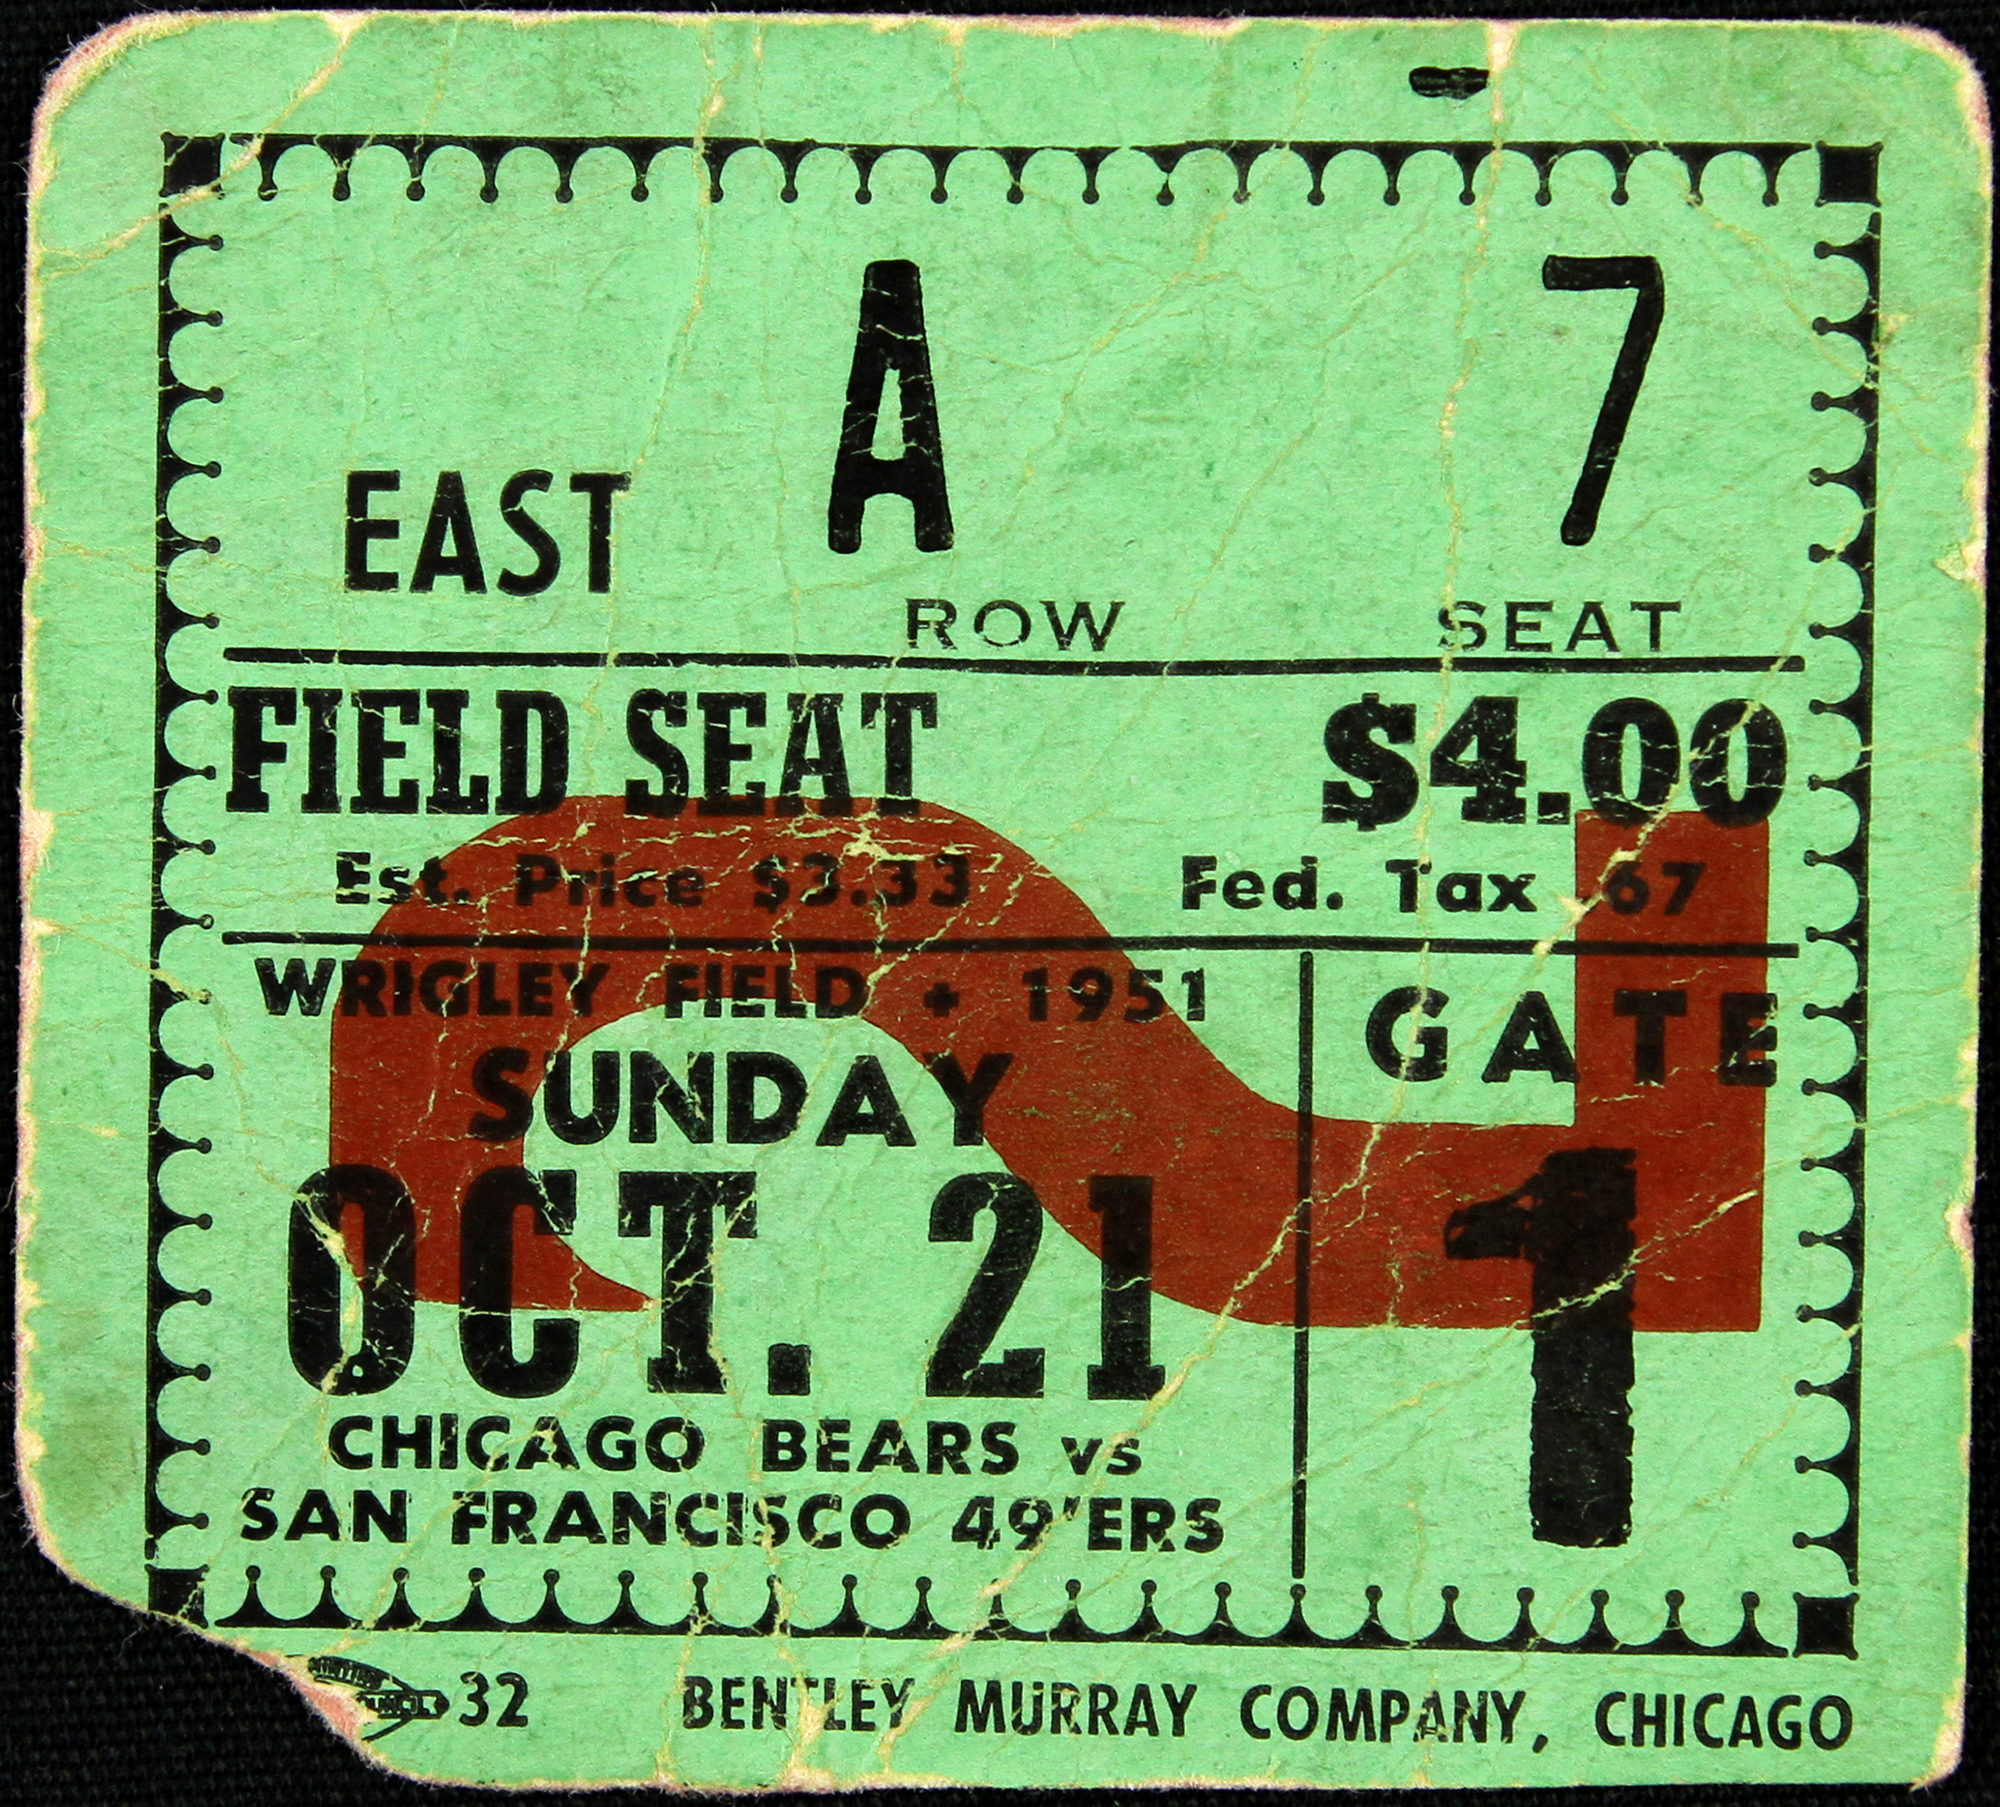 A 7
EAST
ROW SEAT
FIELD SEAT $4.00
Est. Price $3.33 Fed. Tax 67
WRIGLEY FIELD + 1951
GATE
SUNDAY
OCT. 21
1
CHICAGO BEARS vs
SAN FRANCISCO 49'ERS
2
32 BENTLEY MURRAY COMPANY, CHICAGO